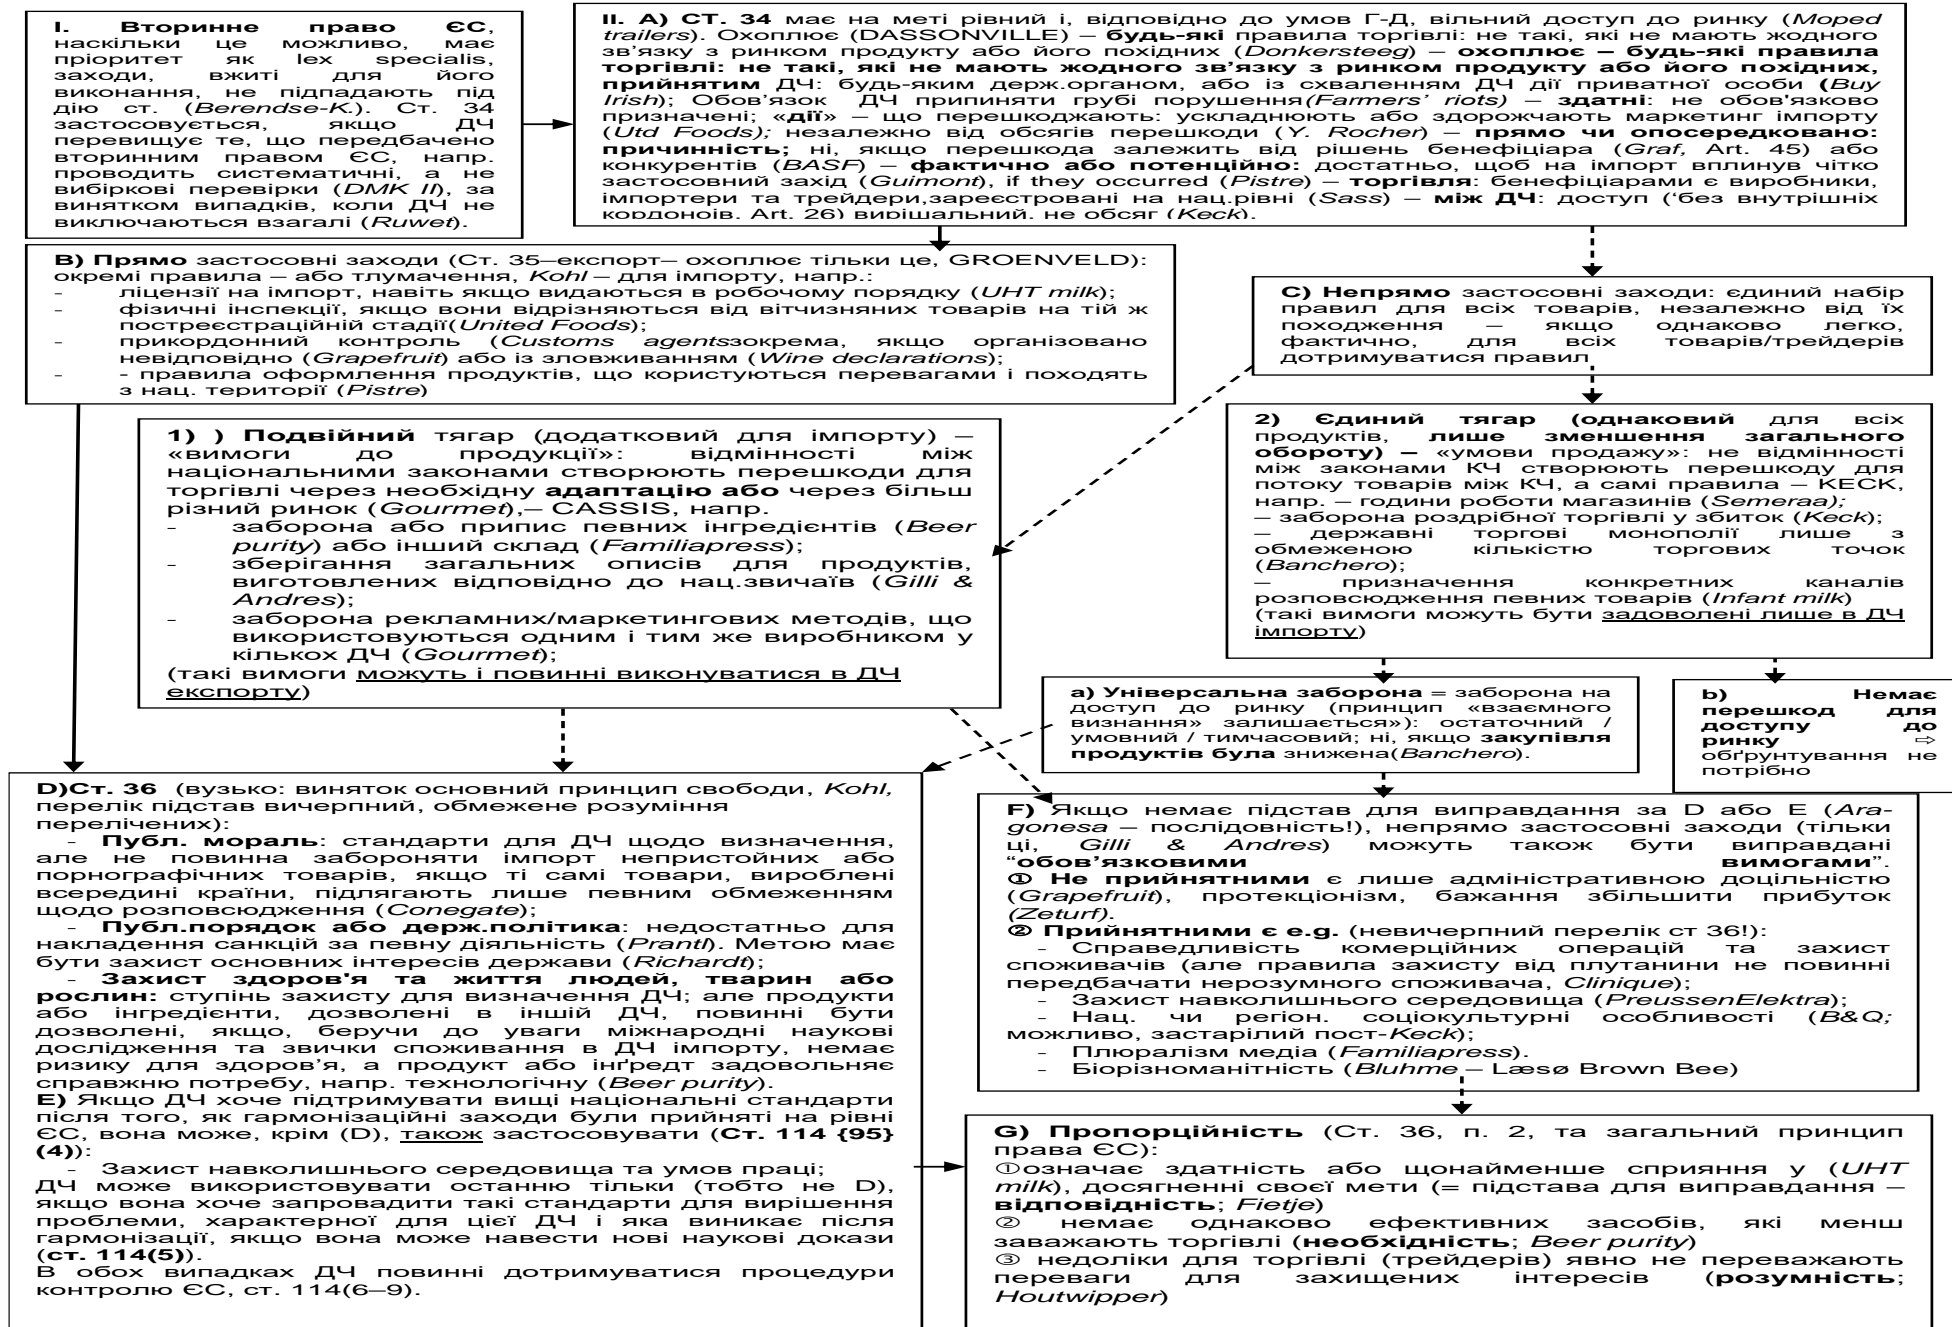 I. Вторинне право ЄС,
наскільки це можливо, має
пріоритет як lex specialis,
заходи, вжиті для його
виконання, не підпадають під
дію ст. (Berendse-K.). Ст. 34
застосовується, якщо ДЧ
перевищує те, що передбачено
вторинним правом ЄС, напр.
проводить систематичні, а не
вибіркові перевірки (DMK II), за
винятком випадків, коли ДЧ не
виключаються взагалі (Ruwet).
II. А) СТ. 34 має на меті рівний і, відповідно до умов Г-Д, вільний доступ до ринку (Moped
trailers). Охоплює (DASSONVILLE) – будь-які правила торгівлі: не такі, які не мають жодного
зв'язку з ринком продукту або його похідних (Donkersteeg) – охоплює – будь-які правила
торгівлі: не такі, які не мають жодного зв'язку з ринком продукту або його похідних,
прийнятим ДЧ: будь-яким держ.органом, або із схваленням ДЧ дії приватної особи (Buy
Irish); Обов'язок ДЧ припиняти грубі порушення(Farmers' riots) – здатні: не обов'язково
призначені; «дії» – що перешкоджають: ускладнюють або здорожчають маркетинг імпорту
(Utd Foods); незалежно від обсягів перешкоди (Y. Rocher) – прямо чи опосередковано:
причинність; ні, якщо перешкода залежить від рішень бенефіціара (Graf, Art. 45) або
конкурентів (BASF) – фактично або потенційно: достатньо, щоб на імпорт вплинув чітко
застосовний захід (Guimont), if they occurred (Pistre) – торгівля: бенефіціарами є виробники,
імпортери та трейдери,зареєстровані на нац.рівні (Sass) – між ДЧ: доступ ('без внутрішніх
кордоноів, Art. 26) вирішальний, не обсяг (Keck).
В) Прямо застосовні заходи (Ст. 35–експорт– охоплює тільки це, GROENVELD):
окремі правила – або тлумачення, Kohl – для імпорту, напр.:
- ліцензії на імпорт, навіть якщо видаються в робочому порядку (UHT milk);
- фізичні інспекції, якщо вони відрізняються від вітчизняних товарів на тій ж
постреєстраційній стадії(United Foods);
- прикордонний контроль (Customs agentsзокрема, якщо організовано
невідповідно (Grapefruit) або із зловживанням (Wine declarations);
- - правила оформлення продуктів, що користуються перевагами і походять
з нац. території (Pistre)
С) Непрямо застосовні заходи: єдиний набір
правил для всіх товарів, незалежно від їх
походження – якщо однаково легко,
фактично, для всіх товарів/трейдерів
дотримуватися правил
1) ) Подвійний тягар (додатковий для імпорту) –
«вимоги до продукції»: відмінності між
національними законами створюють перешкоди для
торгівлі через необхідну адаптацію або через більш
різний ринок (Gourmet),– CASSIS, напр.
- заборона або припис певних інгредієнтів (Beer
purity) або інший склад (Familiapress);
- зберігання загальних описів для продуктів,
виготовлених відповідно до нац.звичаїв (Gilli &
Andres);
- заборона рекламних/маркетингових методів, що
використовуються одним і тим же виробником у
кількох ДЧ (Gourmet);
(такі вимоги можуть і повинні виконуватися в ДЧ
експорту)
2) Єдиний тягар (однаковий для всіх
продуктів, лише зменшення загального
обороту) – «умови продажу»: не відмінності
між законами КЧ створюють перешкоду для
потоку товарів між КЧ, а самі правила – KECK,
напр. – години роботи магазинів (Semeraa);
– заборона роздрібної торгівлі у збиток (Keck);
– державні торгові монополії лише з
обмеженою кількістю торгових точок
(Banchero);
– призначення конкретних каналів
розповсюдження певних товарів (Infant milk)
(такі вимоги можуть бути задоволені лише в ДЧ
імпорту)
а) Універсальна заборона = заборона на
доступ до ринку (принцип «взаємного
визнання» залишається»): остаточний /
умовний / тимчасовий; ні, якщо закупівля
продуктів була знижена(Banchero).
b) Немає
перешкод для
доступу до
ринку ⇨
обґрунтування не
потрібно
D)Ст. 36 (вузько: виняток основний принцип свободи, Kohl,
перелік підстав вичерпний, обмежене розуміння
перелічених):
- Публ. мораль: стандарти для ДЧ щодо визначення,
але не повинна забороняти імпорт непристойних або
порнографічних товарів, якщо ті самі товари, вироблені
всередині країни, підлягають лише певним обмеженням
щодо розповсюдження (Conegate);
- Публ.порядок або держ.політика: недостатньо для
накладення санкцій за певну діяльність (Prantl). Метою має
бути захист основних інтересів держави (Richardt);
- Захист здоров'я та життя людей, тварин або
рослин: ступінь захисту для визначення ДЧ; але продукти
або інгредієнти, дозволені в іншій ДЧ, повинні бути
дозволені, якщо, беручи до уваги міжнародні наукові
дослідження та звички споживання в ДЧ імпорту, немає
ризику для здоров'я, а продукт або інґредт задовольняє
справжню потребу, напр. технологічну (Beer purity).
Е) Якщо ДЧ хоче підтримувати вищі національні стандарти
після того, як гармонізаційні заходи були прийняті на рівні
ЄС, вона може, крім (D), також застосовувати (Ст. 114 {95}
(4)):
- Захист навколишнього середовища та умов праці;
ДЧ може використовувати останню тільки (тобто не D),
якщо вона хоче запровадити такі стандарти для вирішення
проблеми, характерної для цієї ДЧ і яка виникає після
гармонізації, якщо вона може навести нові наукові докази
(ст. 114(5)).
В обох випадках ДЧ повинні дотримуватися процедури
контролю ЄС, ст. 114(6–9).
F) Якщо немає підстав для виправдання за D або E (Ara-
gonesa – послідовність!), непрямо застосовні заходи (тільки
ці, Gilli & Andres) можуть також бути виправдані
"обов'язковими вимогами".
① Не прийнятними є лише адміністративною доцільністю
(Grapefruit), протекціонізм, бажання збільшити прибуток
(Zeturf).
② Прийнятними є e.g. (невичерпний перелік ст 36!):
- Справедливість комерційних операцій та захист
споживачів (але правила захисту від плутанини не повинні
передбачати нерозумного споживача, Clinique);
- Захист навколишнього середовища (PreussenElektra);
- Нац. чи регіон. соціокультурні особливості (B&Q;
можливо, застарілий пост-Keck);
- Плюралізм медіа (Familiapress).
- Біорізноманітність (Bluhme – Læsø Brown Bee)
G) Пропорційність (Ст. 36, п. 2, та загальний принцип
права ЄС):
①означає здатність або щонайменше сприяння у (UHT
milk), досягненні своєї мети (= підстава для виправдання –
відповідність; Fietje)
② немає однаково ефективних засобів, які менш
заважають торгівлі (необхідність; Beer purity)
③ недоліки для торгівлі (трейдерів) явно не переважають
переваги для захищених інтересів (розумність;
Houtwipper)